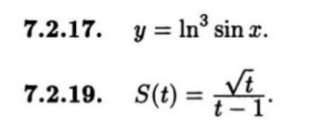 7.2.17. y = ln³ sin x.
7.2.19. S(t) = √t / (t − 1).